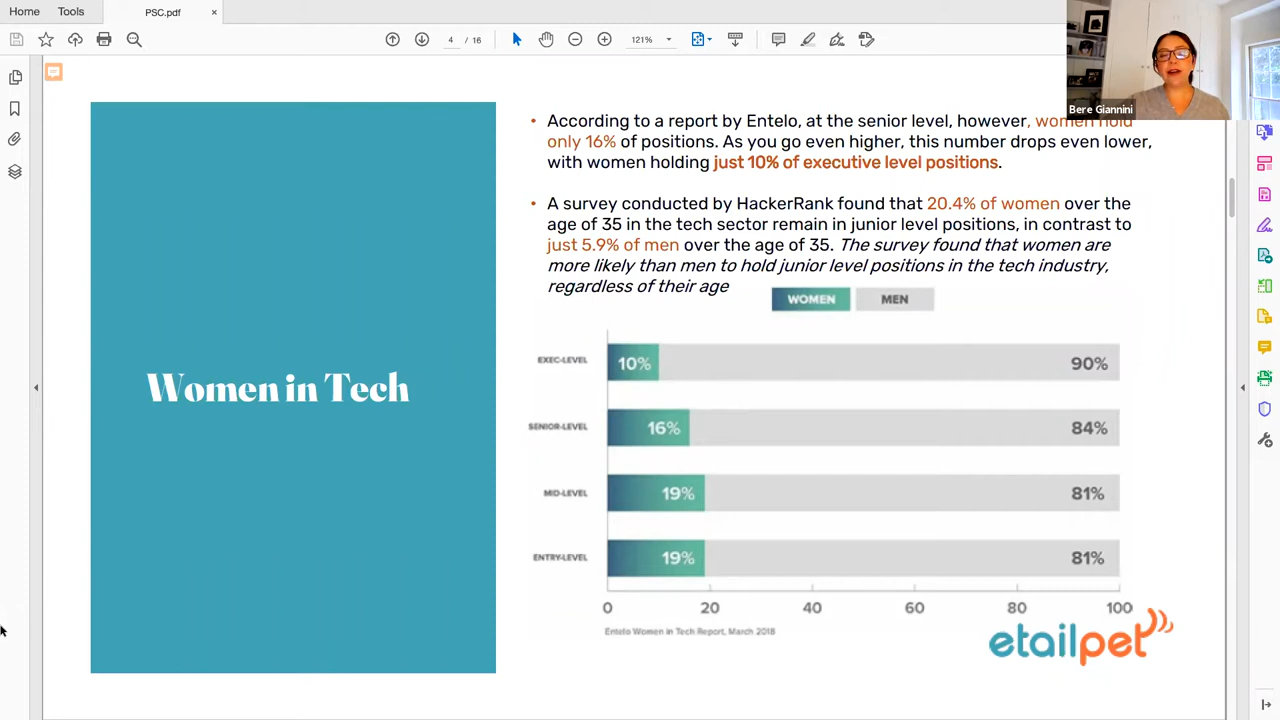 Home
Tools
PSC.pdf
×
4 / 16
121%
Bere Giannini
• According to a report by Entelo, at the senior level, however, women hold
only 16% of positions. As you go even higher, this number drops even lower,
with women holding just 10% of executive level positions.
• A survey conducted by HackerRank found that 20.4% of women over the
age of 35 in the tech sector remain in junior level positions, in contrast to
just 5.9% of men over the age of 35. The survey found that women are
more likely than men to hold junior level positions in the tech industry,
regardless of their age
Women in Tech
WOMEN MEN
EXEC-LEVEL 10% 90%
SENIOR-LEVEL 16% 84%
MID-LEVEL 19% 81%
ENTRY-LEVEL 19% 81%
0 20 40 60 80 100
Entelo Women in Tech Report, March 2018
etailpet